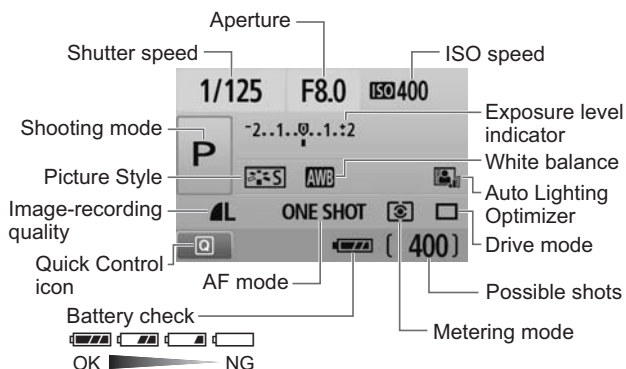 Aperture
Shutter speed
ISO speed
1/125 F8.0 ISO 400
Exposure level
indicator
Shooting mode
-2..1..0..1.:2
P
White balance
Picture Style
S AWB
Auto Lighting
Optimizer
Image-recording
quality
L ONE SHOT
Drive mode
Q
[ 400]
Quick Control
icon
AF mode
Possible shots
Battery check
Metering mode
OK NG